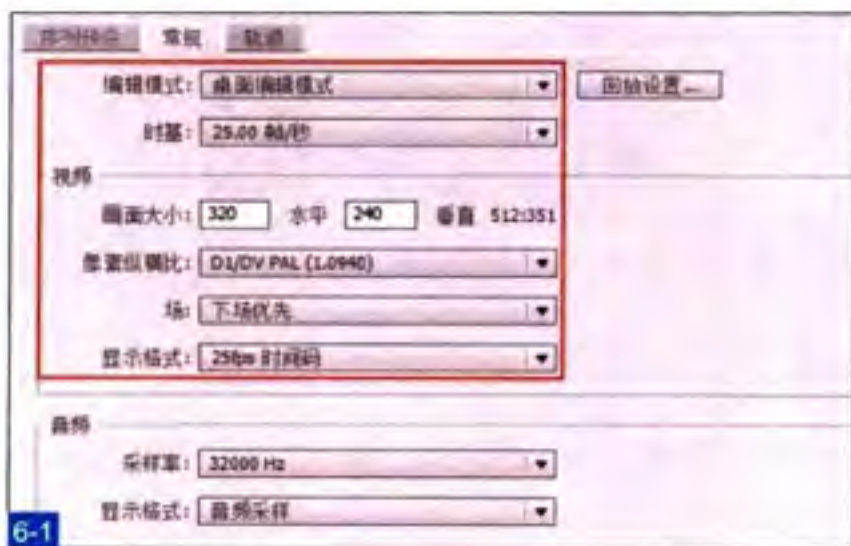 序列预设 常规 轨道
编辑模式: 桌面编辑模式 回放设置...
时基: 25.00 帧/秒
视频
画面大小: 320 水平 240 垂直 512:351
像素纵横比: D1/DV PAL (1.0940)
场: 下场优先
显示格式: 25fps 时间码
音频
采样率: 32000 Hz
显示格式: 音频采样
6-1